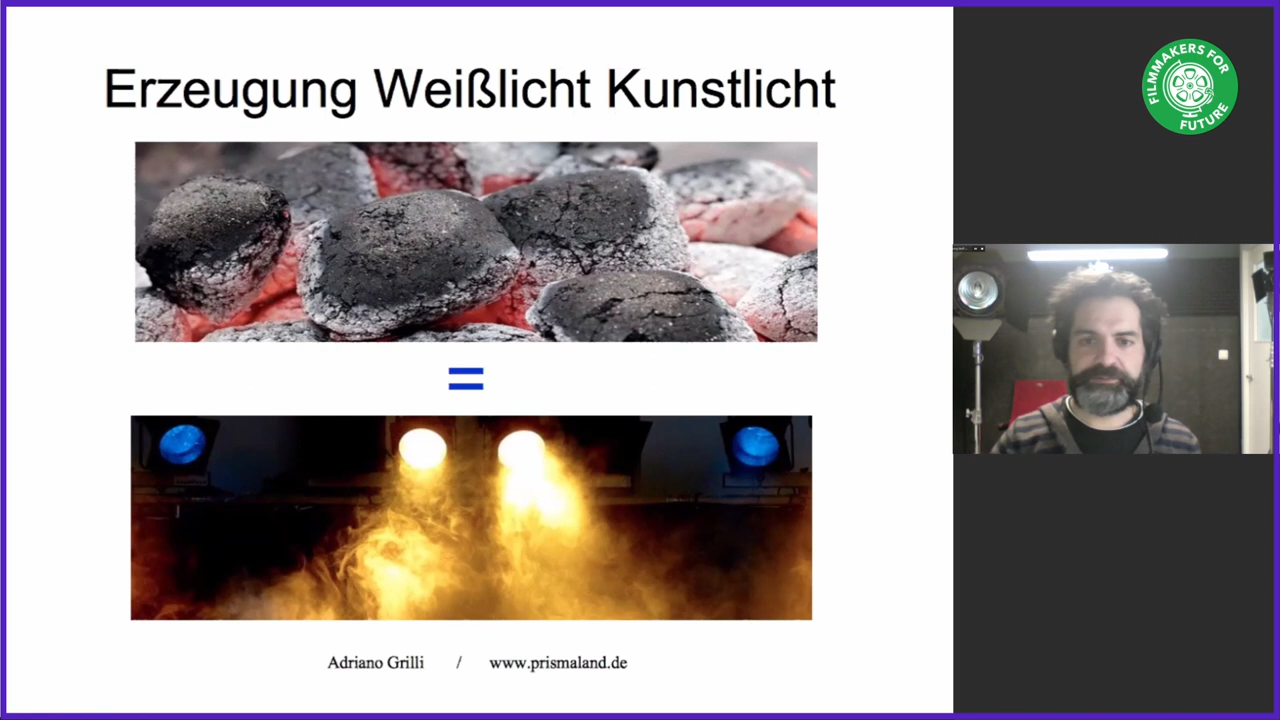 Erzeugung Weißlicht Kunstlicht
=
Adriano Grilli / www.prismaland.de
FILMMAKERS FOR
FUTURE